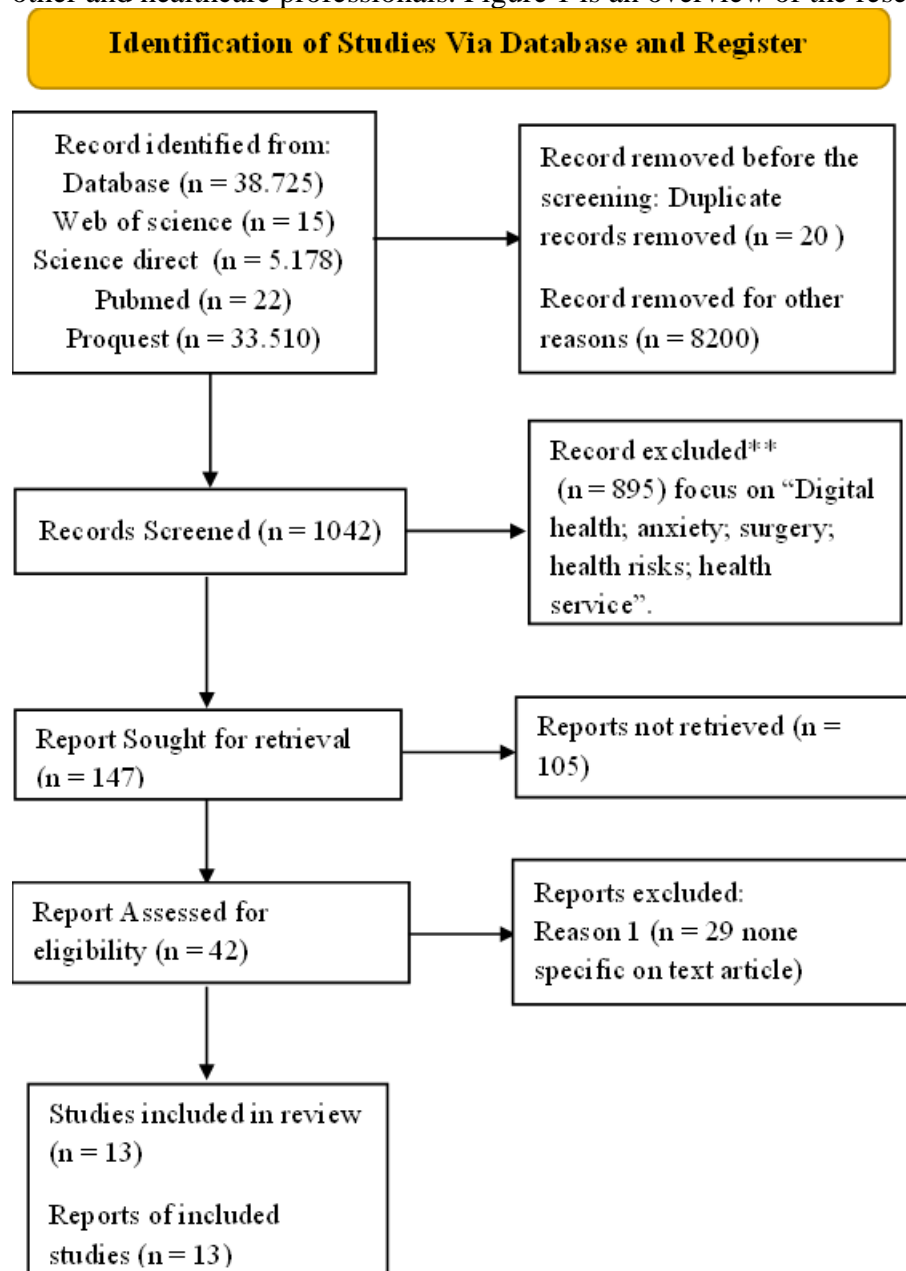 other and healthcare professionals. Figure 1 is an overview of the rese
Identification of Studies Via Database and Register
Record identified from:
Database (n = 38.725)
Web of science (n = 15)
Science direct (n = 5.178)
Pubmed (n = 22)
Proquest (n = 33.510)
Record removed before the
screening: Duplicate
records removed (n = 20 )
Record removed for other
reasons (n = 8200)
Records Screened (n = 1042)
Record excluded**
(n = 895) focus on “Digital
health; anxiety; surgery;
health risks; health
service”.
Report Sought for retrieval
(n = 147)
Reports not retrieved (n =
105)
Report Assessed for
eligibility (n = 42)
Reports excluded:
Reason 1 (n = 29 none
specific on text article)
Studies included in review
(n = 13)
Reports of included
studies (n = 13)